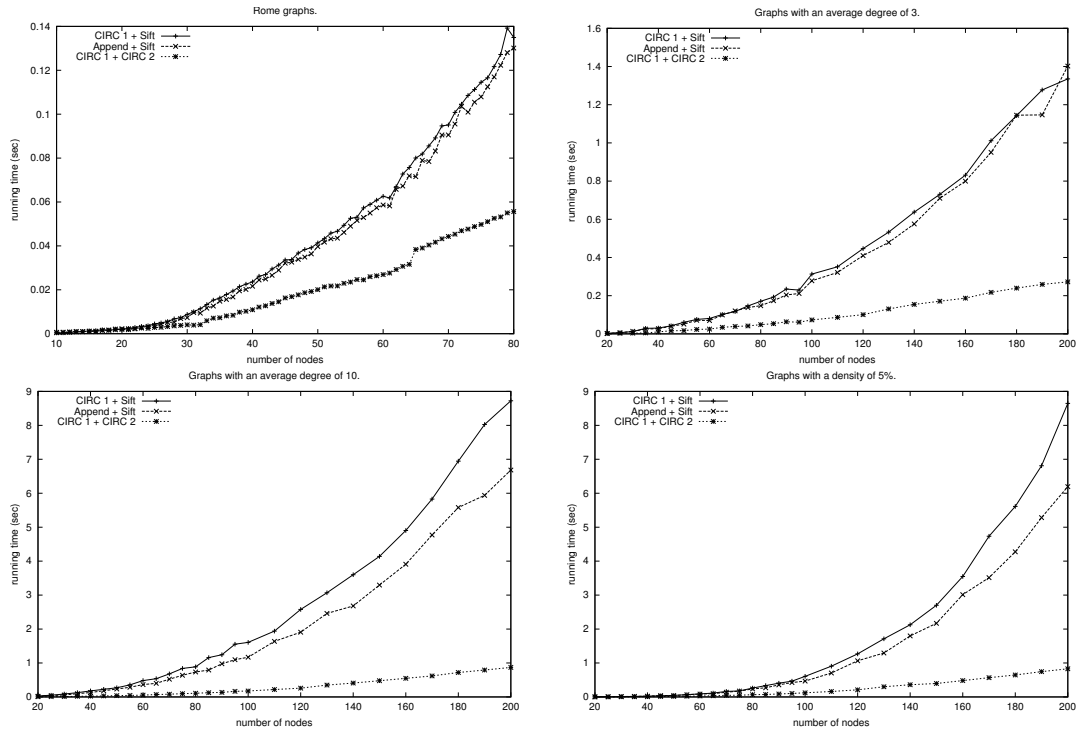 Rome graphs.
CIRC 1 + Sift
Append + Sift
CIRC 1 + CIRC 2
0.14
0.12
0.1
0.08
0.06
0.04
0.02
0
running time (sec)
10 20 30 40 50 60 70 80
number of nodes
Graphs with an average degree of 3.
CIRC 1 + Sift
Append + Sift
CIRC 1 + CIRC 2
1.6
1.4
1.2
1
0.8
0.6
0.4
0.2
0
running time (sec)
20 40 60 80 100 120 140 160 180 200
number of nodes
Graphs with an average degree of 10.
CIRC 1 + Sift
Append + Sift
CIRC 1 + CIRC 2
9
8
7
6
5
4
3
2
1
0
running time (sec)
20 40 60 80 100 120 140 160 180 200
number of nodes
Graphs with a density of 5%.
CIRC 1 + Sift
Append + Sift
CIRC 1 + CIRC 2
9
8
7
6
5
4
3
2
1
0
running time (sec)
20 40 60 80 100 120 140 160 180 200
number of nodes